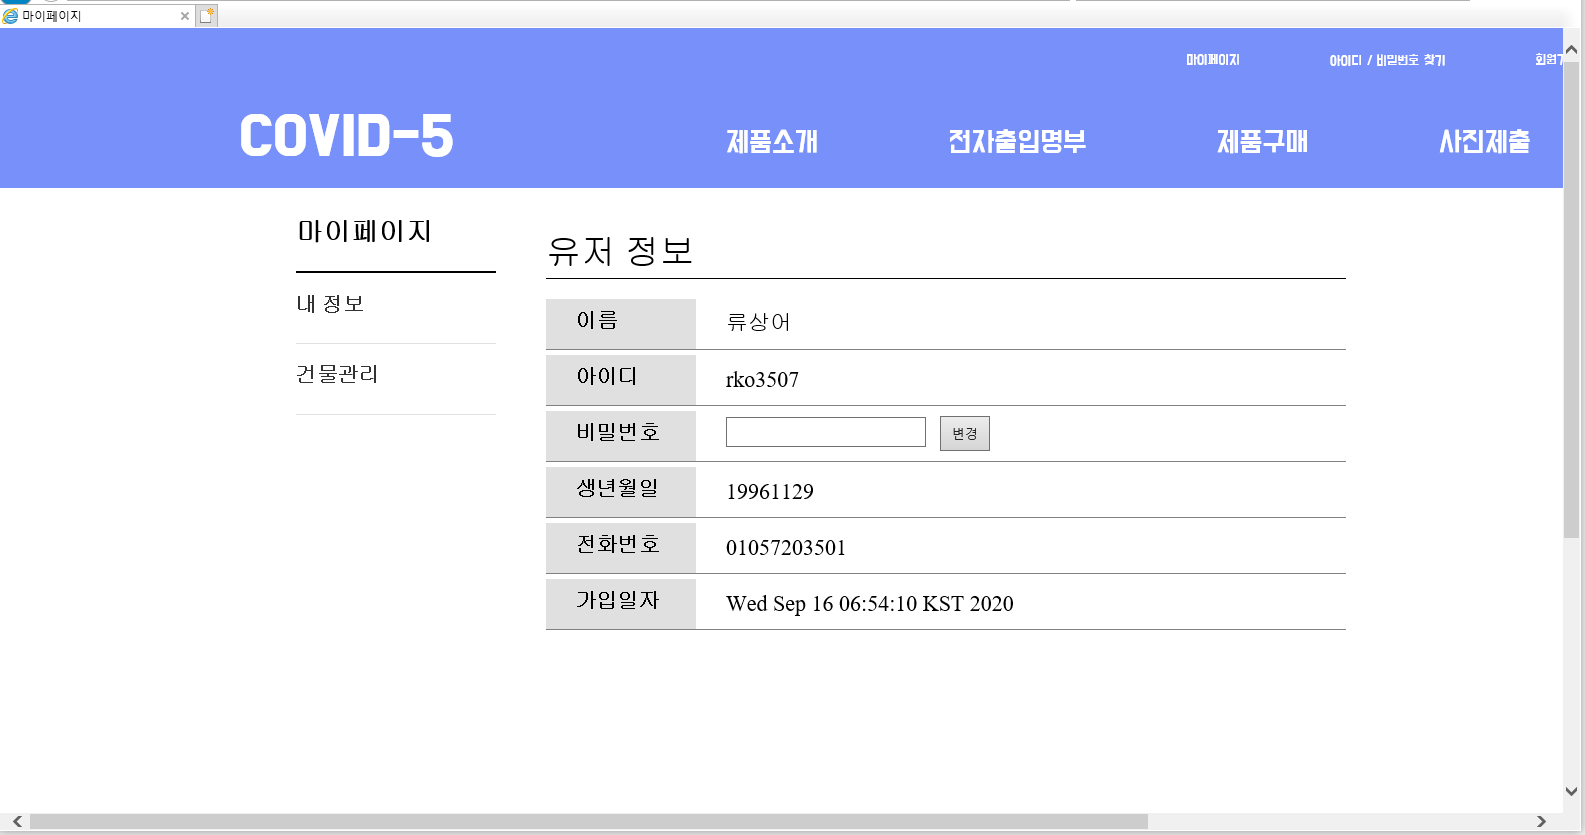 마이페이지
마이페이지
아이디 / 비밀번호 찾기
COVID-5
제품소개
전자출입명부
제품구매
사진제출
마이페이지
내 정보
건물관리
유저 정보
이름 류상어
아이디 rko3507
비밀번호 변경
생년월일 19961129
전화번호 01057203501
가입일자 Wed Sep 16 06:54:10 KST 2020